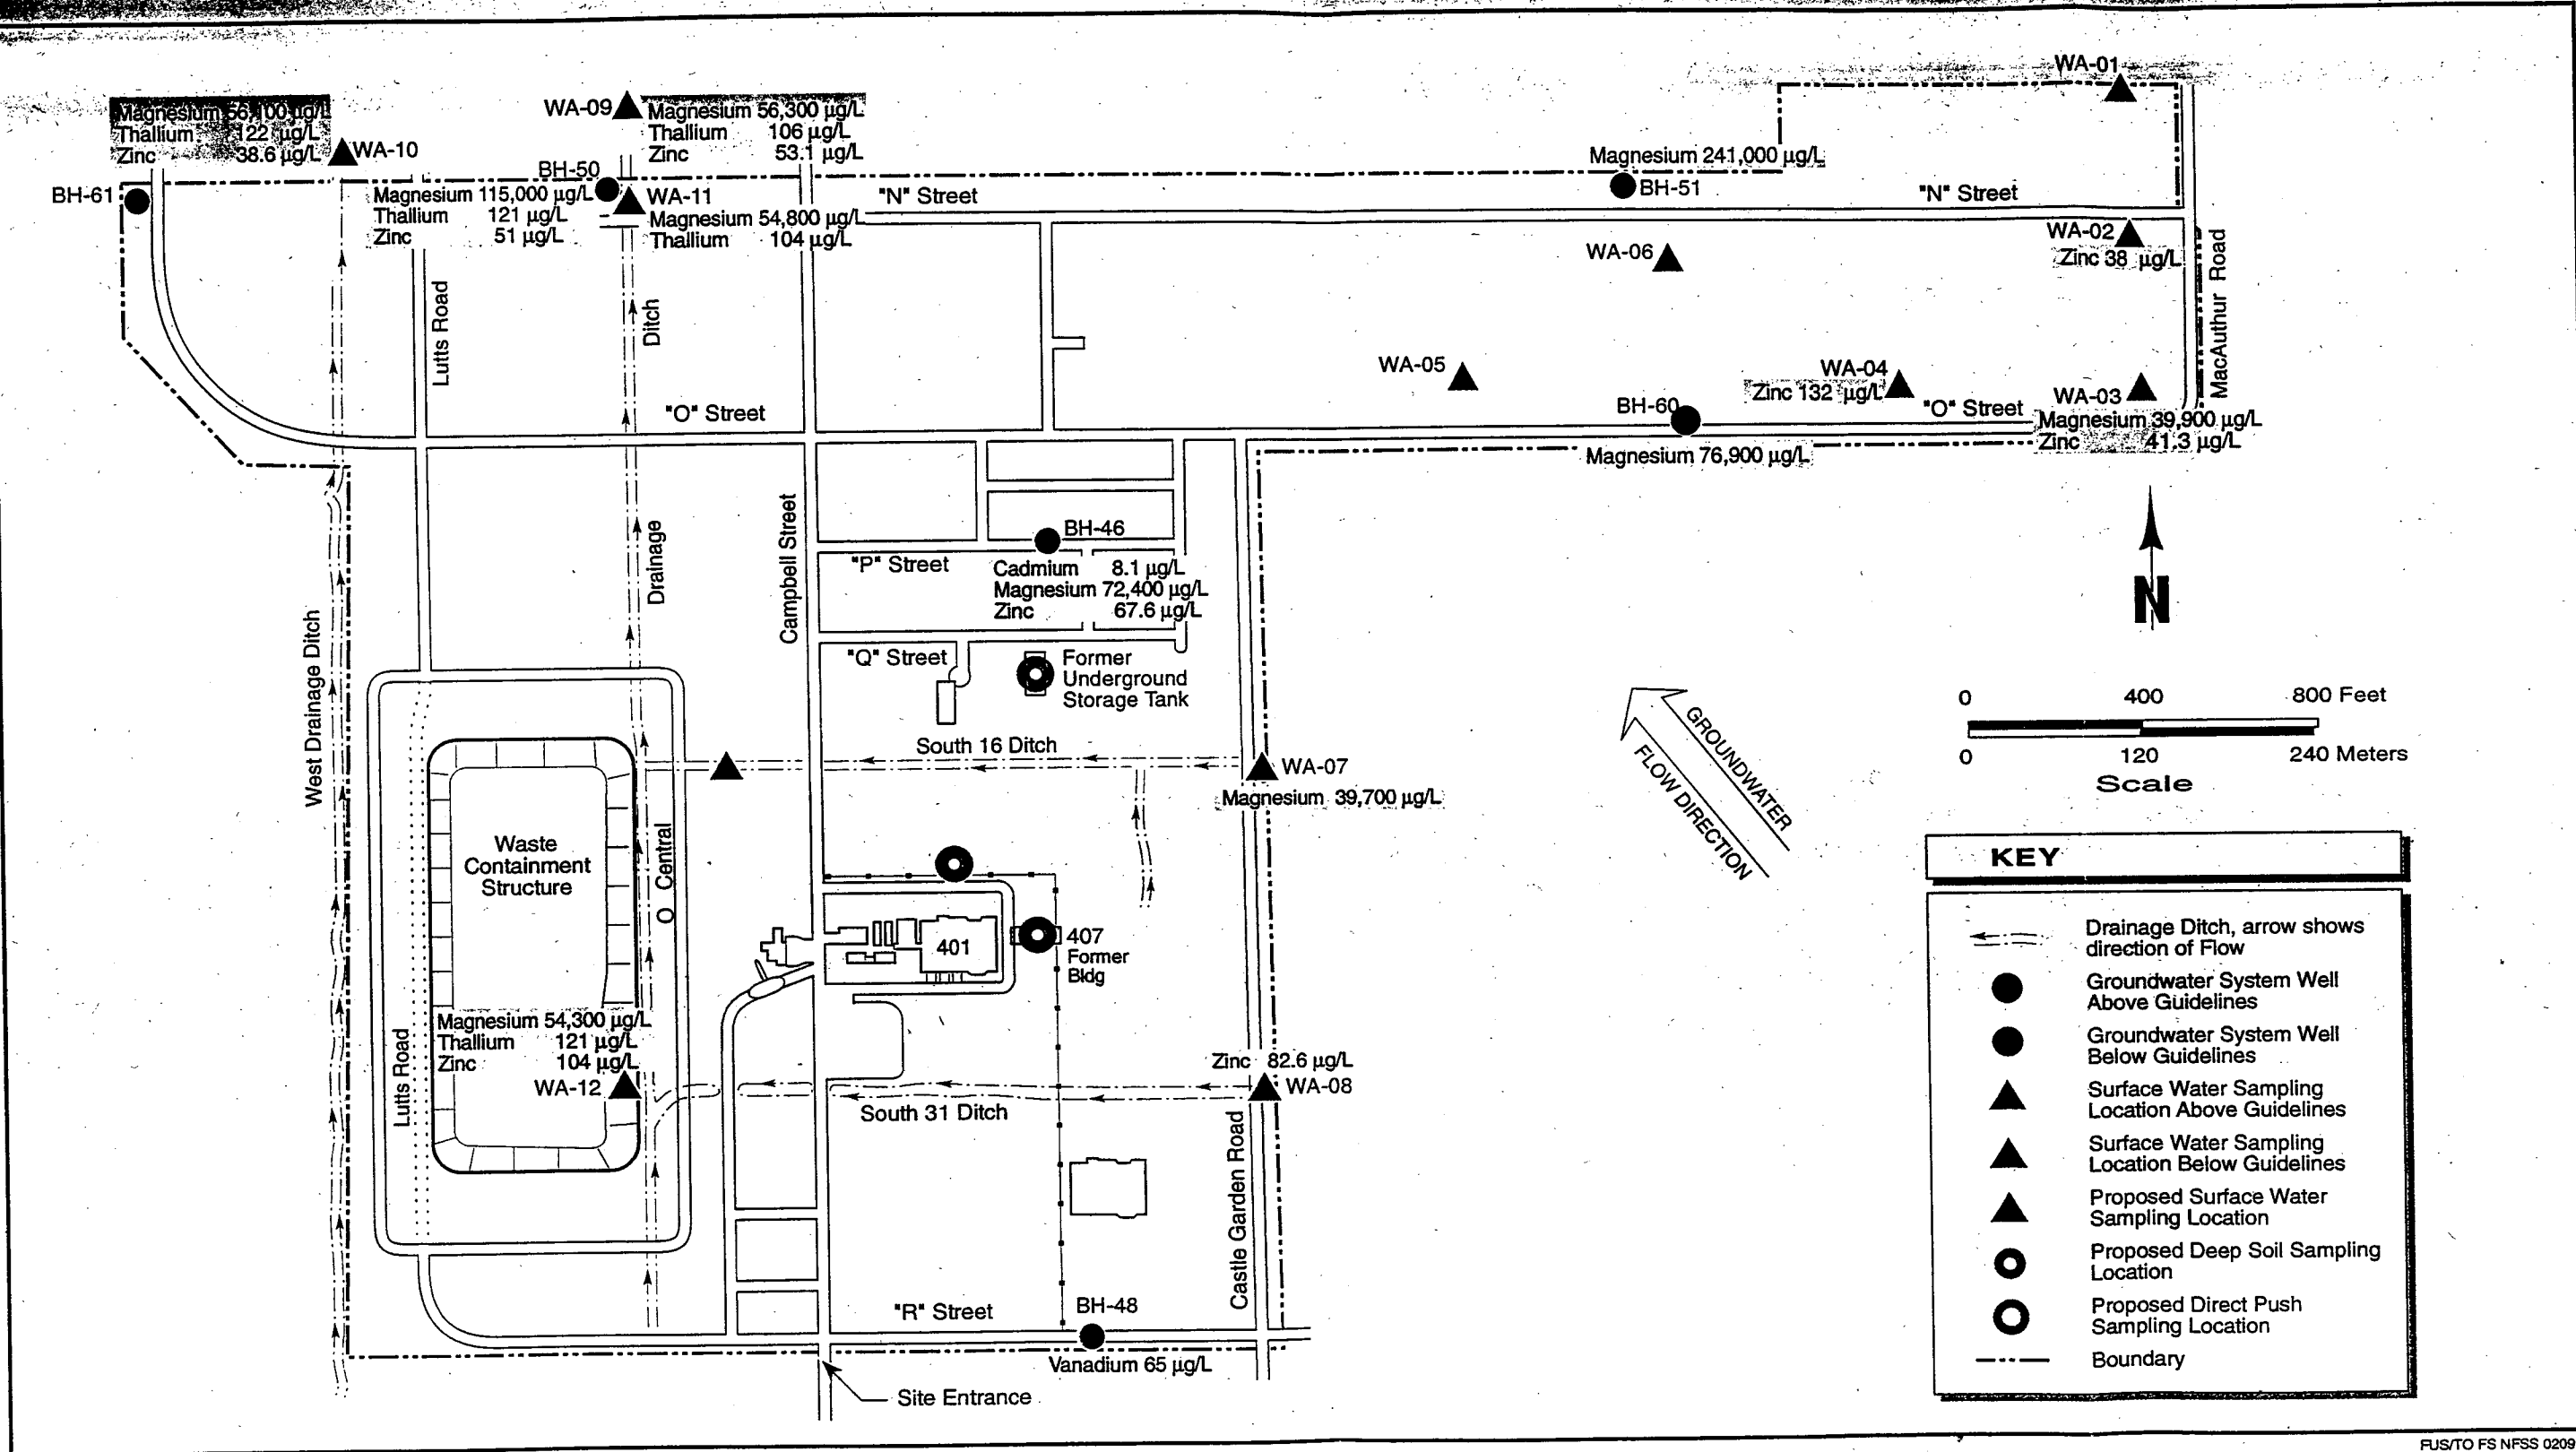 WA-01
WA-09
Magnesium 56,300 µg/L
Thallium 106 µg/L
Zinc 53.1 µg/L
Magnesium 56,100 µg/L
Thallium 122 µg/L
Zinc 38.6 µg/L
WA-10
BH-50
BH-61
Magnesium 115,000 µg/L
Thallium 121 µg/L
Zinc 51 µg/L
WA-11
Magnesium 54,800 µg/L
Thallium 104 µg/L
"N" Street
Magnesium 241,000 µg/L
BH-51
"N" Street
WA-02
Zinc 38 µg/L
WA-06
MacAuthur Road
Lutts Road
Ditch
WA-05
WA-04
Zinc 132 µg/L
WA-03
"O" Street
BH-60
"O" Street
Magnesium 39,900 µg/L
Zinc 41.3 µg/L
Magnesium 76,900 µg/L
Campbell Street
Drainage
BH-46
"P" Street
Cadmium 8.1 µg/L
Magnesium 72,400 µg/L
Zinc 67.6 µg/L
N
West Drainage Ditch
"Q" Street
Former
Underground
Storage Tank
0 400 800 Feet
0 120 240 Meters
Scale
GROUNDWATER
FLOW DIRECTION
South 16 Ditch
WA-07
Magnesium 39,700 µg/L
Waste
Containment
Structure
Central
401
407
Former
Bldg
Magnesium 54,300 µg/L
Thallium 121 µg/L
Zinc 104 µg/L
WA-12
Lutts Road
Zinc 82.6 µg/L
WA-08
South 31 Ditch
Castle Garden Road
"R" Street
BH-48
Vanadium 65 µg/L
Site Entrance
KEY
Drainage Ditch, arrow shows
direction of Flow
Groundwater System Well
Above Guidelines
Groundwater System Well
Below Guidelines
Surface Water Sampling
Location Above Guidelines
Surface Water Sampling
Location Below Guidelines
Proposed Surface Water
Sampling Location
Proposed Deep Soil Sampling
Location
Proposed Direct Push
Sampling Location
Boundary
FUS/TO FS NFSS 0209